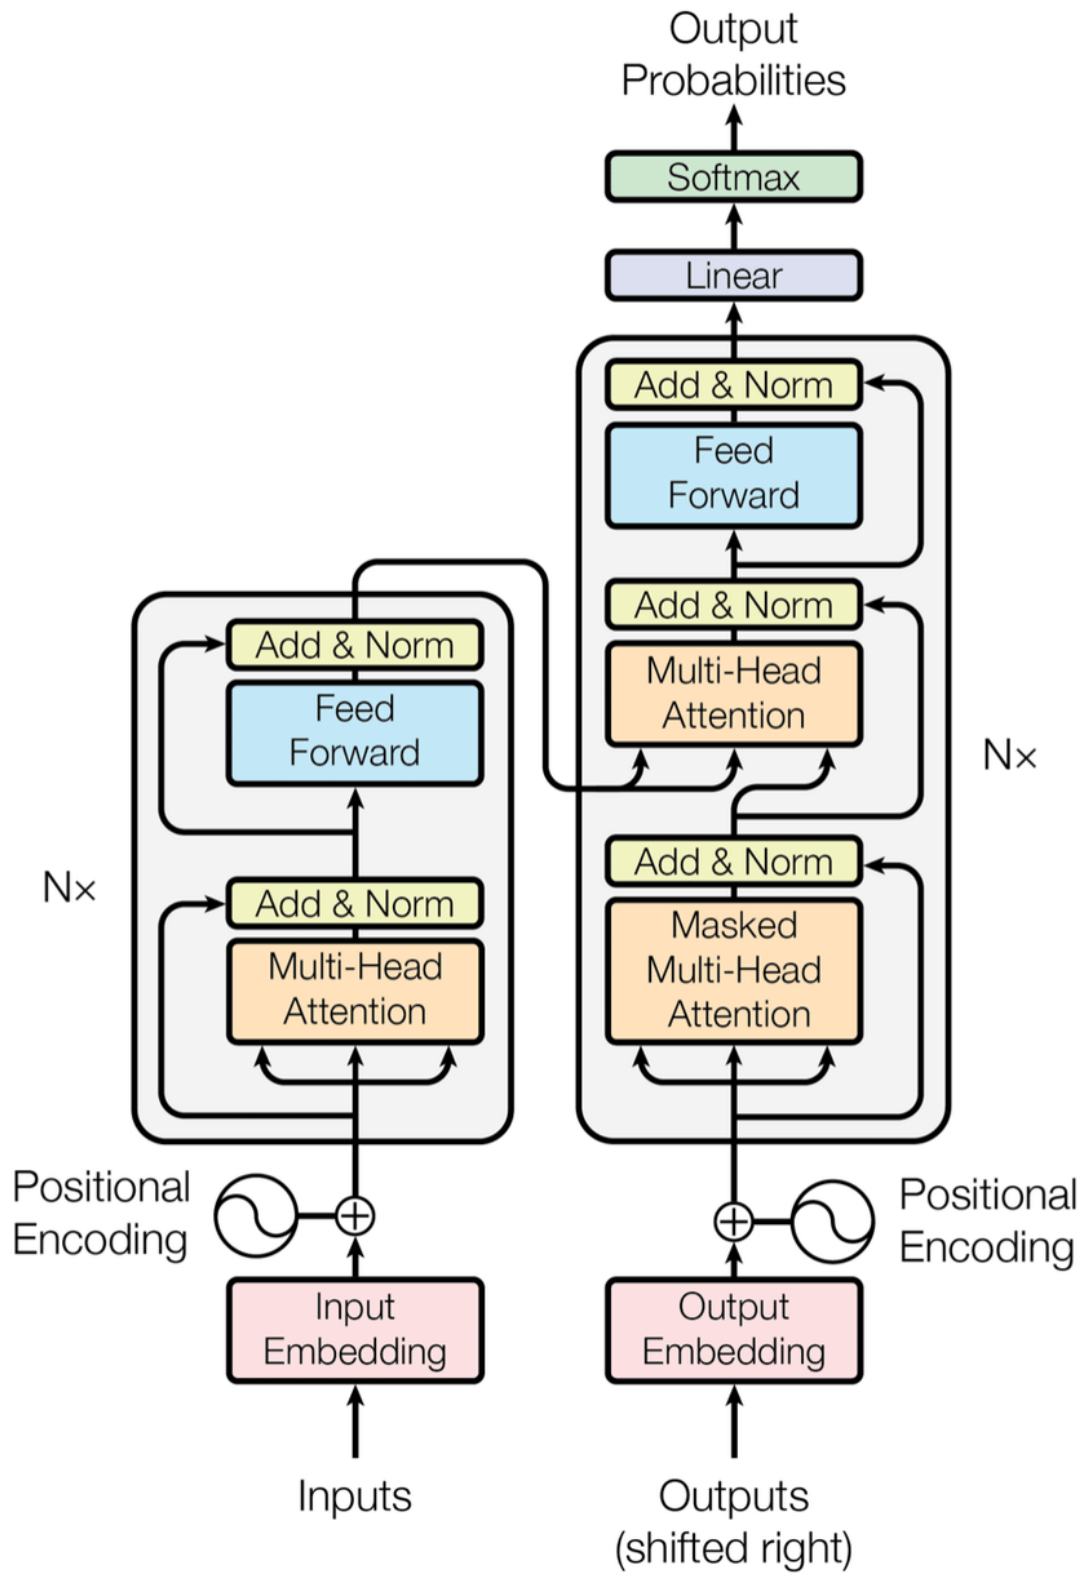 Output
Probabilities
Softmax
Linear
Add & Norm
Feed
Forward
Add & Norm
Multi-Head
Attention
Nx
Add & Norm
Masked
Multi-Head
Attention
Add & Norm
Feed
Forward
Nx
Add & Norm
Multi-Head
Attention
Positional
Encoding
Positional
Encoding
Input
Embedding
Output
Embedding
Inputs
Outputs
(shifted right)